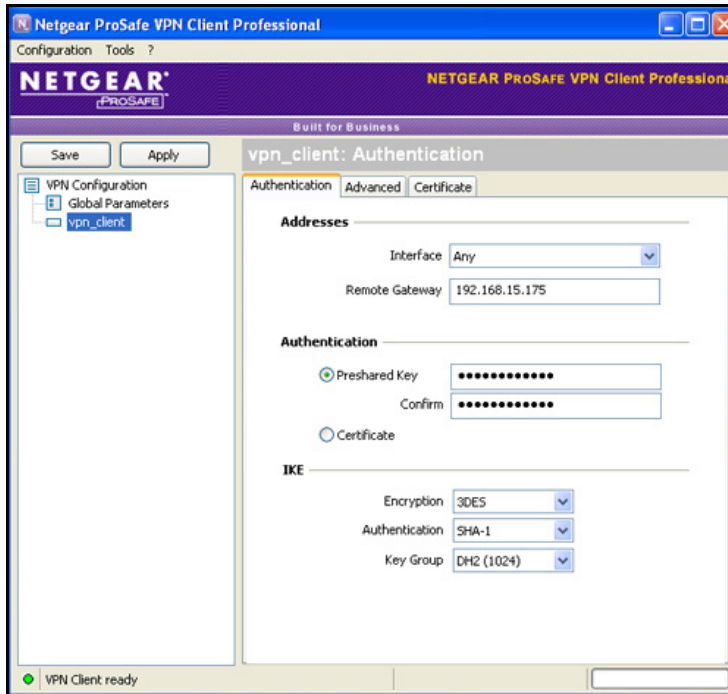 Netgear ProSafe VPN Client Professional
Configuration Tools ?
NETGEAR
PROSAFE
NETGEAR PROSAFE VPN Client Professional
Built for Business
Save Apply
vpn_client: Authentication
VPN Configuration
Global Parameters
vpn_client
Authentication Advanced Certificate
Addresses
Interface Any
Remote Gateway 192.168.15.175
Authentication
Preshared Key ••••••••••••
Confirm ••••••••••••
Certificate
IKE
Encryption 3DES
Authentication SHA-1
Key Group DH2 (1024)
VPN Client ready